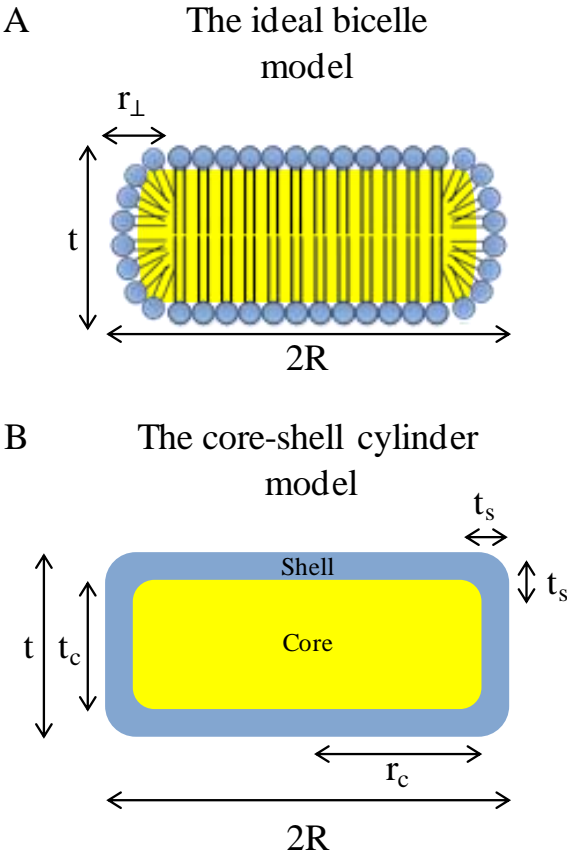 A
The ideal bicelle
model
r⊥
t
2R
B
The core-shell cylinder
model
ts
Shell
ts
t
tc
Core
rc
2R